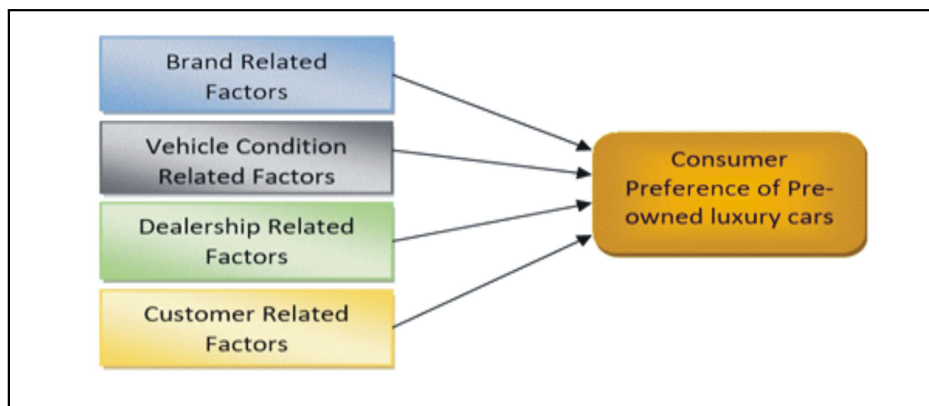 Brand Related
Factors
Vehicle Condition
Related Factors
Dealership Related
Factors
Customer Related
Factors
Consumer
Preference of Pre-
owned luxury cars